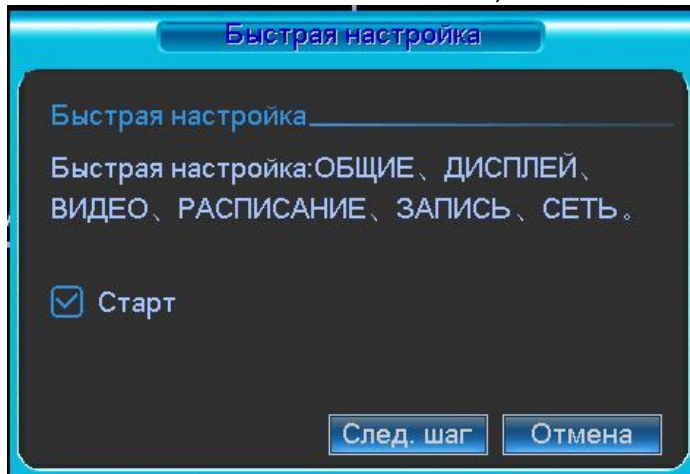 Быстрая настройка
Быстрая настройка
Быстрая настройка:ОБЩИЕ、ДИСПЛЕЙ、
ВИДЕО、РАСПИСАНИЕ、ЗАПИСЬ、СЕТЬ。
Старт
След. шаг Отмена